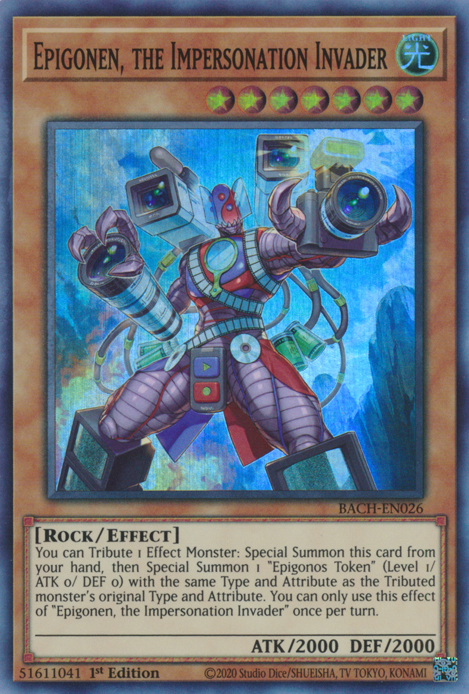 EPIGONEN, THE IMPERSONATION INVADER
LIGHT
光
BACH-EN026
[ROCK/EFFECT]
You can Tribute 1 Effect Monster: Special Summon this card from
your hand, then Special Summon 1 "Epigonos Token" (Level 1/
ATK 0/ DEF 0) with the same Type and Attribute as the Tributed
monster's original Type and Attribute. You can only use this effect
of "Epigonen, the Impersonation Invader" once per turn.
ATK/2000 DEF/2000
51611041 1st Edition ©2020 Studio Dice/SHUEISHA, TV TOKYO, KONAMI